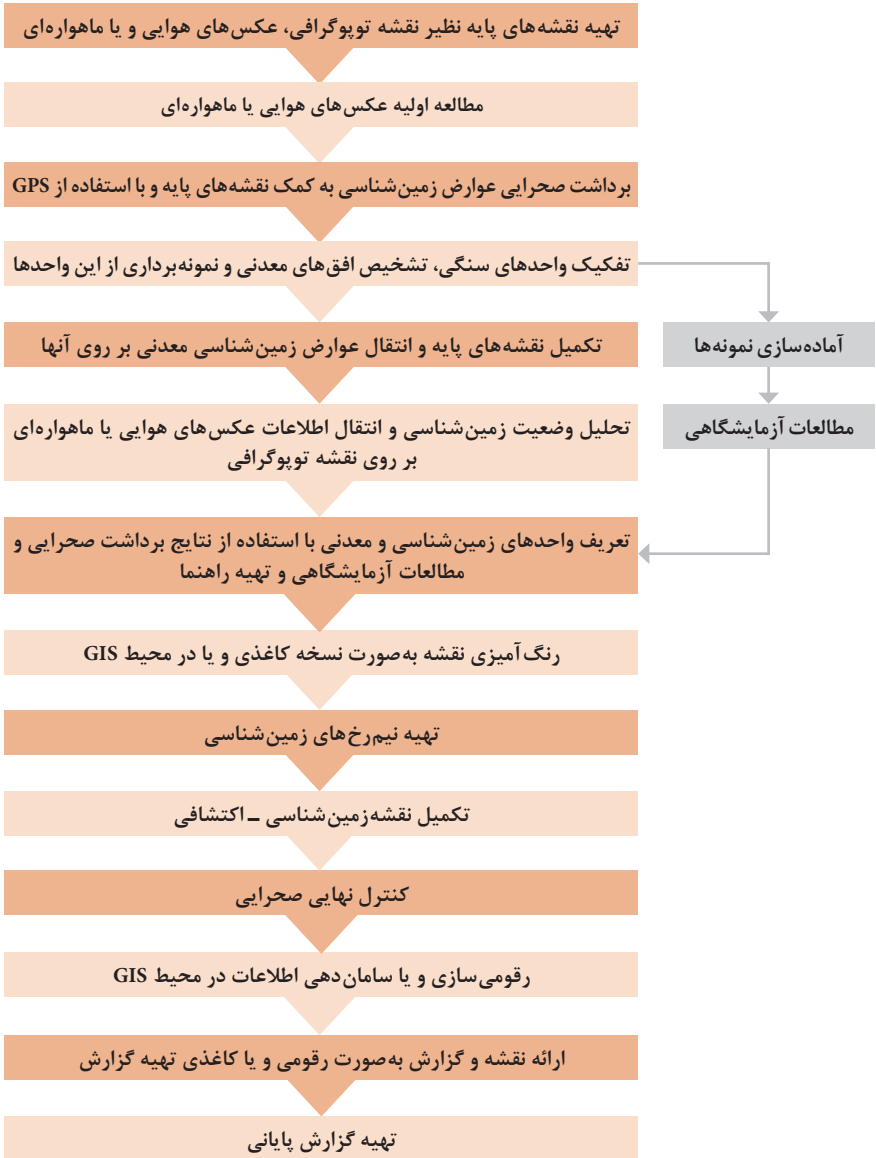 تهیه نقشه‌های پایه نظیر نقشه توپوگرافی، عکس‌های هوایی و یا ماهواره‌ای
مطالعه اولیه عکس‌های هوایی یا ماهواره‌ای
برداشت صحرایی عوارض زمین‌شناسی به کمک نقشه‌های پایه و با استفاده از GPS
تفکیک واحدهای سنگی، تشخیص افق‌های معدنی و نمونه‌برداری از این واحدها
آماده‌سازی نمونه‌ها
تکمیل نقشه‌های پایه و انتقال عوارض زمین‌شناسی معدنی بر روی آنها
مطالعات آزمایشگاهی
تحلیل وضعیت زمین‌شناسی و انتقال اطلاعات عکس‌های هوایی یا ماهواره‌ای
بر روی نقشه توپوگرافی
تعریف واحدهای زمین‌شناسی و معدنی با استفاده از نتایج برداشت صحرایی و
مطالعات آزمایشگاهی و تهیه راهنما
رنگ‌آمیزی نقشه به‌صورت نسخه کاغذی و یا در محیط GIS
تهیه نیم‌رخ‌های زمین‌شناسی
تکمیل نقشه‌زمین‌شناسی ــ اکتشافی
کنترل نهایی صحرایی
رقومی‌سازی و یا سامان‌دهی اطلاعات در محیط GIS
ارائه نقشه و گزارش به‌صورت رقومی و یا کاغذی تهیه گزارش
تهیه گزارش پایانی